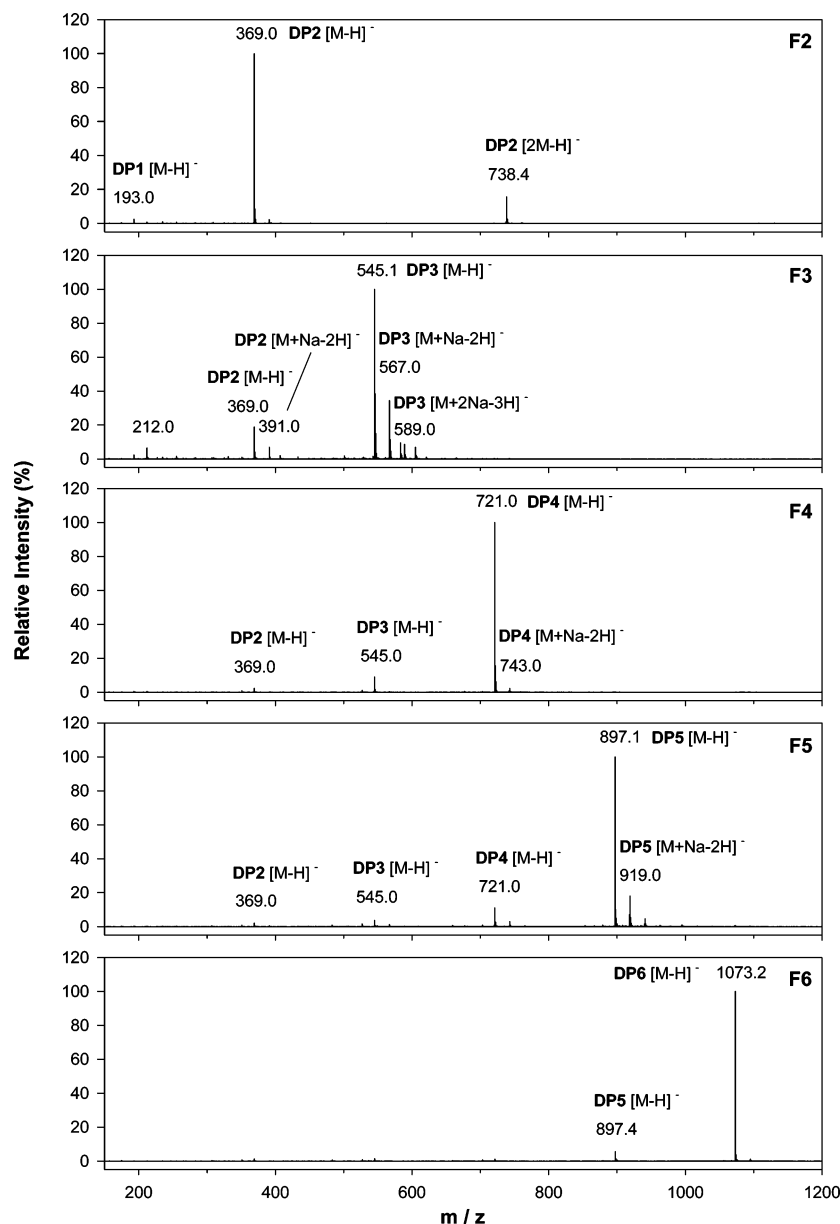 Relative Intensity (%)
F2
120
100
80
60
40
20
0
369.0 DP2 [M-H] -
DP1 [M-H] -
193.0
DP2 [2M-H] -
738.4
F3
120
100
80
60
40
20
0
545.1 DP3 [M-H] -
DP2 [M+Na-2H] -
DP3 [M+Na-2H] -
567.0
DP2 [M-H] -
369.0
391.0
DP3 [M+2Na-3H] -
589.0
212.0
F4
120
100
80
60
40
20
0
721.0 DP4 [M-H] -
DP2 [M-H] -
369.0
DP3 [M-H] -
545.0
DP4 [M+Na-2H] -
743.0
F5
120
100
80
60
40
20
0
897.1 DP5 [M-H] -
DP2 [M-H] -
369.0
DP3 [M-H] -
545.0
DP4 [M-H] -
721.0
DP5 [M+Na-2H] -
919.0
F6
120
100
80
60
40
20
0
DP6 [M-H] - 1073.2
DP5 [M-H] -
897.4
200 400 600 800 1000 1200
m / z